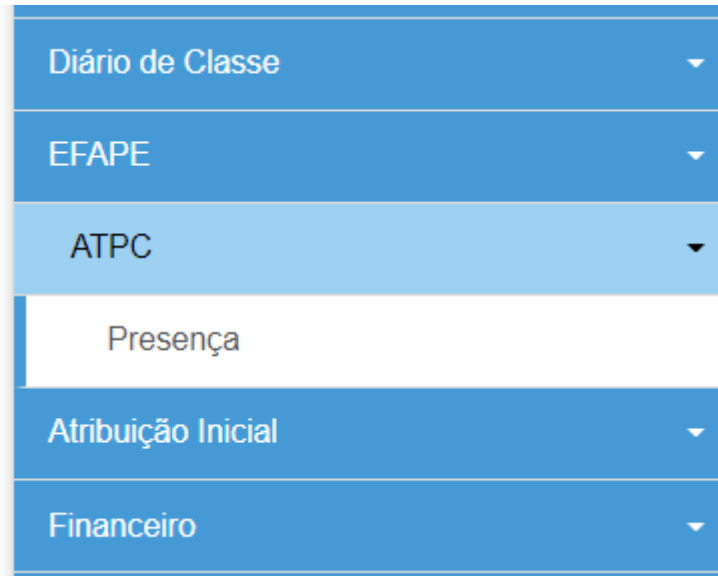 Diário de Classe
EFAPE
ATPC
Presença
Atribuição Inicial
Financeiro